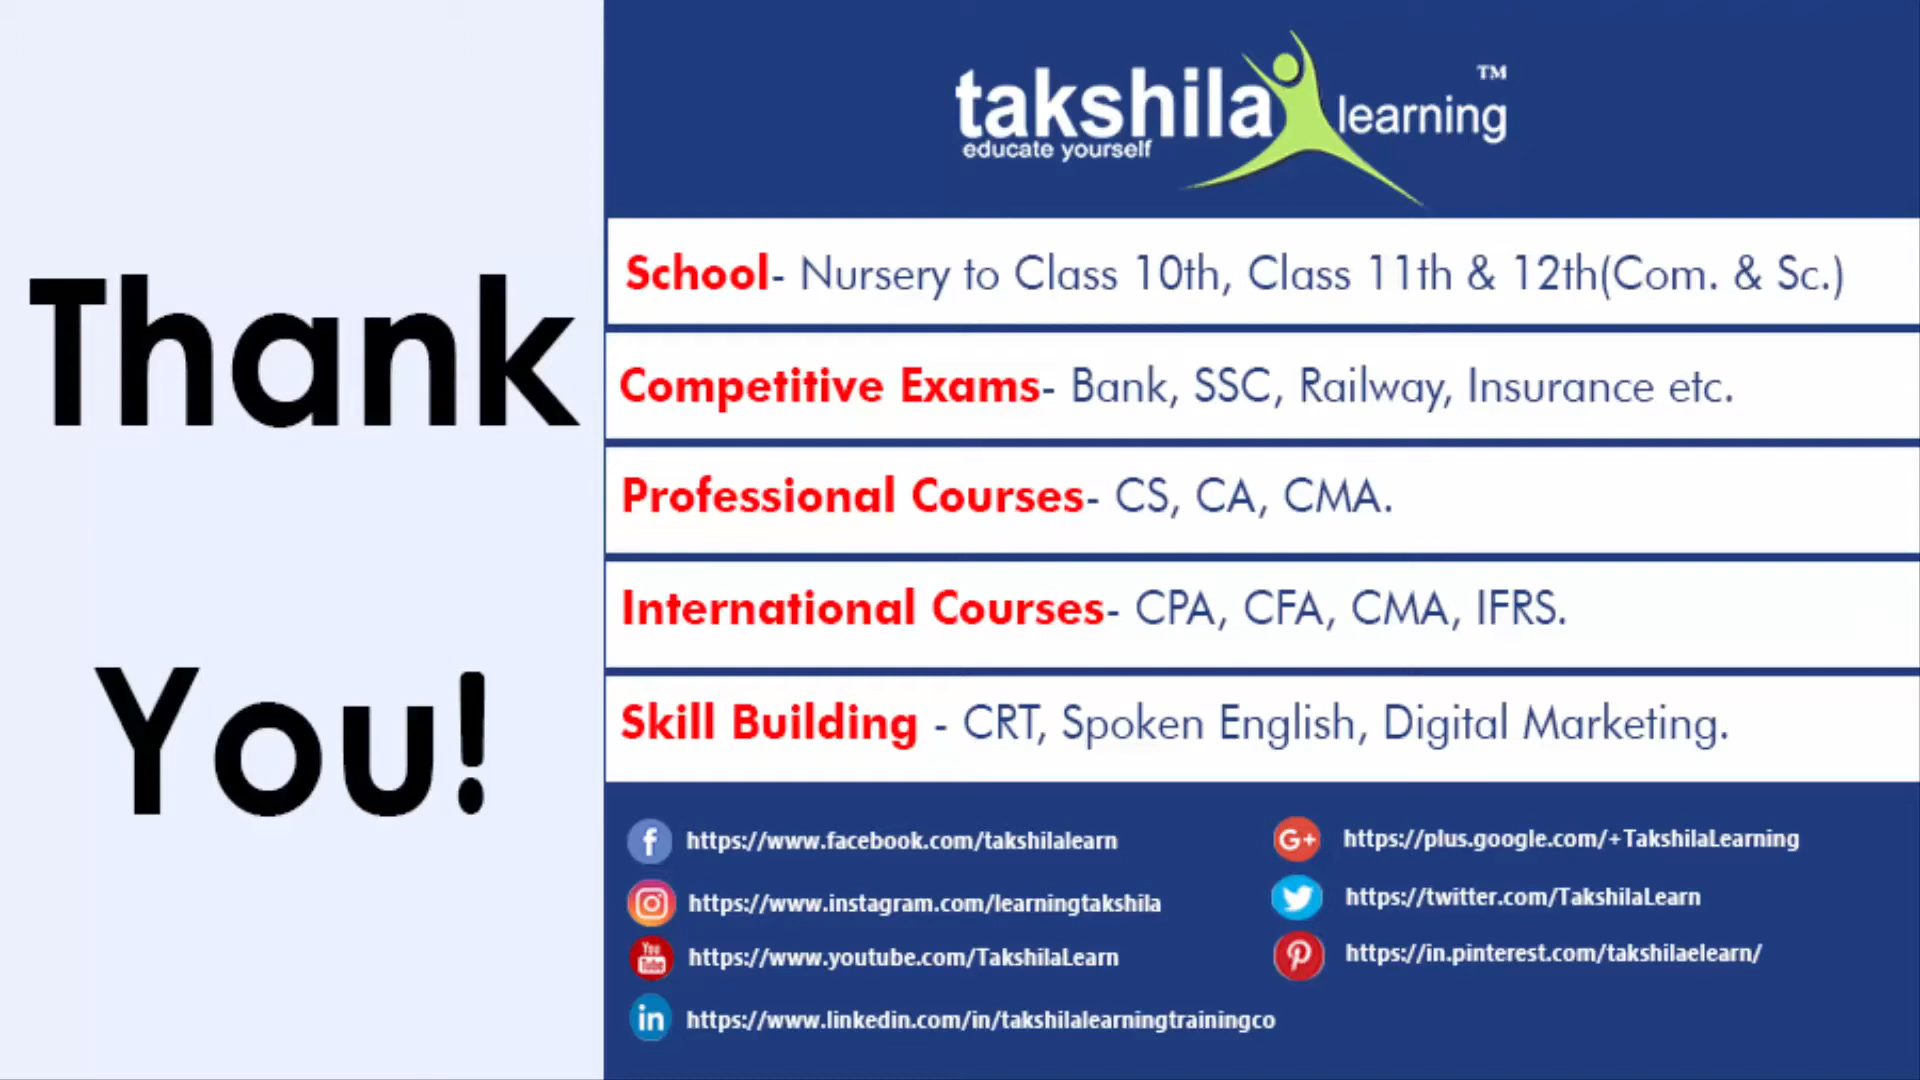 Thank
You!
takshila learning TM
educate yourself
School- Nursery to Class 10th, Class 11th & 12th(Com. & Sc.)
Competitive Exams- Bank, SSC, Railway, Insurance etc.
Professional Courses- CS, CA, CMA.
International Courses- CPA, CFA, CMA, IFRS.
Skill Building - CRT, Spoken English, Digital Marketing.
https://www.facebook.com/takshilalearn
https://www.instagram.com/learningtakshila
You Tube https://www.youtube.com/TakshilaLearn
in https://www.linkedin.com/in/takshilalearningtrainingco
G+ https://plus.google.com/+TakshilaLearning
https://twitter.com/TakshilaLearn
https://in.pinterest.com/takshilaelearn/